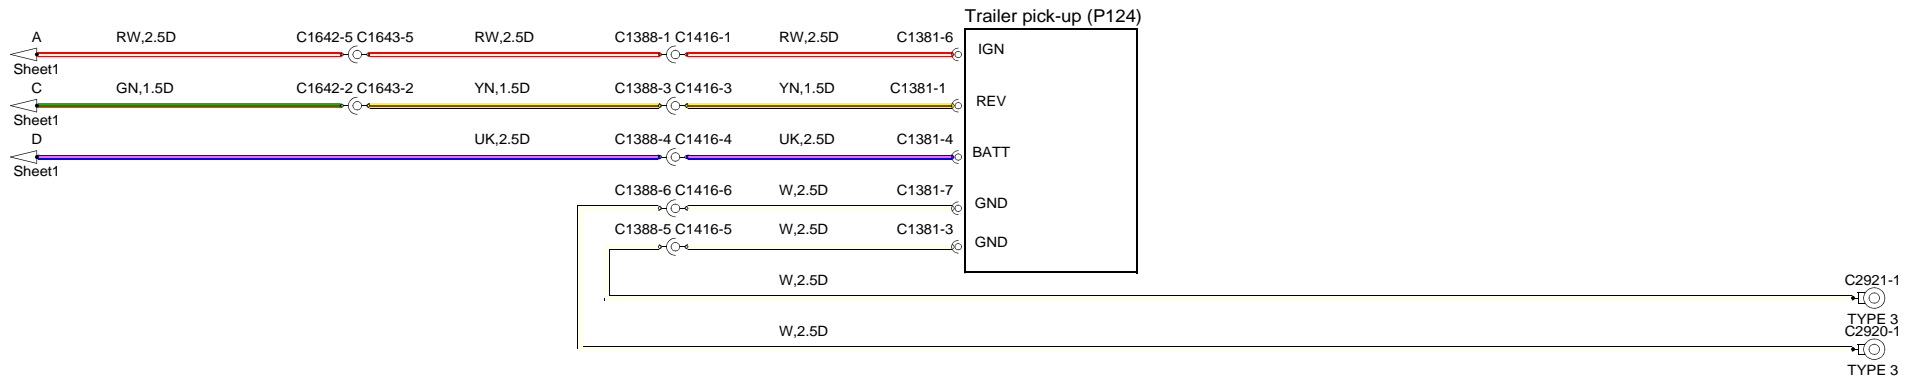 Trailer pick-up (P124)
A RW,2.5D C1642-5 C1643-5 RW,2.5D C1388-1 C1416-1 RW,2.5D C1381-6 IGN
Sheet1
C GN,1.5D C1642-2 C1643-2 YN,1.5D C1388-3 C1416-3 YN,1.5D C1381-1 REV
Sheet1
D UK,2.5D C1388-4 C1416-4 UK,2.5D C1381-4 BATT
Sheet1
C1388-6 C1416-6 W,2.5D C1381-7 GND
C1388-5 C1416-5 W,2.5D C1381-3 GND
W,2.5D C2921-1
TYPE 3
W,2.5D C2920-1
TYPE 3